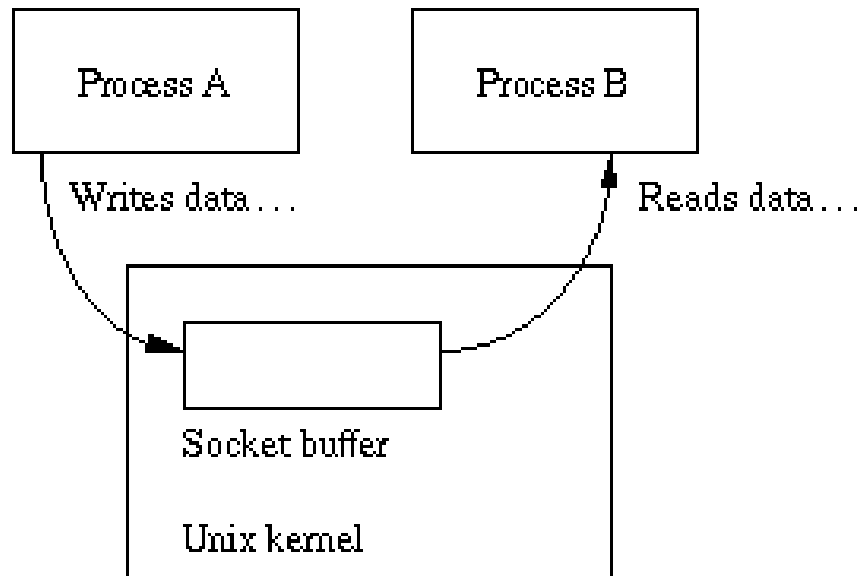 Process A
Process B
Writes data...
Reads data...
Socket buffer
Unix kernel